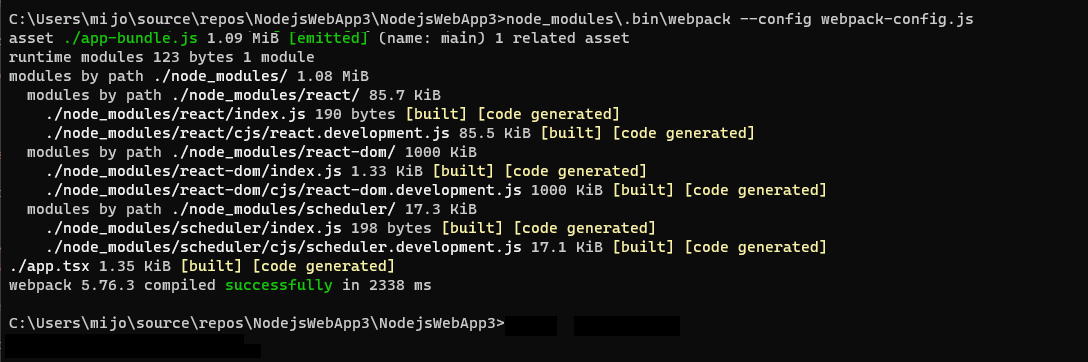 C:\Users\mijo\source\repos\NodejsWebApp3\NodejsWebApp3>node_modules\.bin\webpack --config webpack-config.js
asset ./app-bundle.js 1.09 MiB [emitted] (name: main) 1 related asset
runtime modules 123 bytes 1 module
modules by path ./node_modules/ 1.08 MiB
  modules by path ./node_modules/react/ 85.7 KiB
    ./node_modules/react/index.js 190 bytes [built] [code generated]
    ./node_modules/react/cjs/react.development.js 85.5 KiB [built] [code generated]
  modules by path ./node_modules/react-dom/ 1000 KiB
    ./node_modules/react-dom/index.js 1.33 KiB [built] [code generated]
    ./node_modules/react-dom/cjs/react-dom.development.js 1000 KiB [built] [code generated]
  modules by path ./node_modules/scheduler/ 17.3 KiB
    ./node_modules/scheduler/index.js 198 bytes [built] [code generated]
    ./node_modules/scheduler/cjs/scheduler.development.js 17.1 KiB [built] [code generated]
./app.tsx 1.35 KiB [built] [code generated]
webpack 5.76.3 compiled successfully in 2338 ms
C:\Users\mijo\source\repos\NodejsWebApp3\NodejsWebApp3>